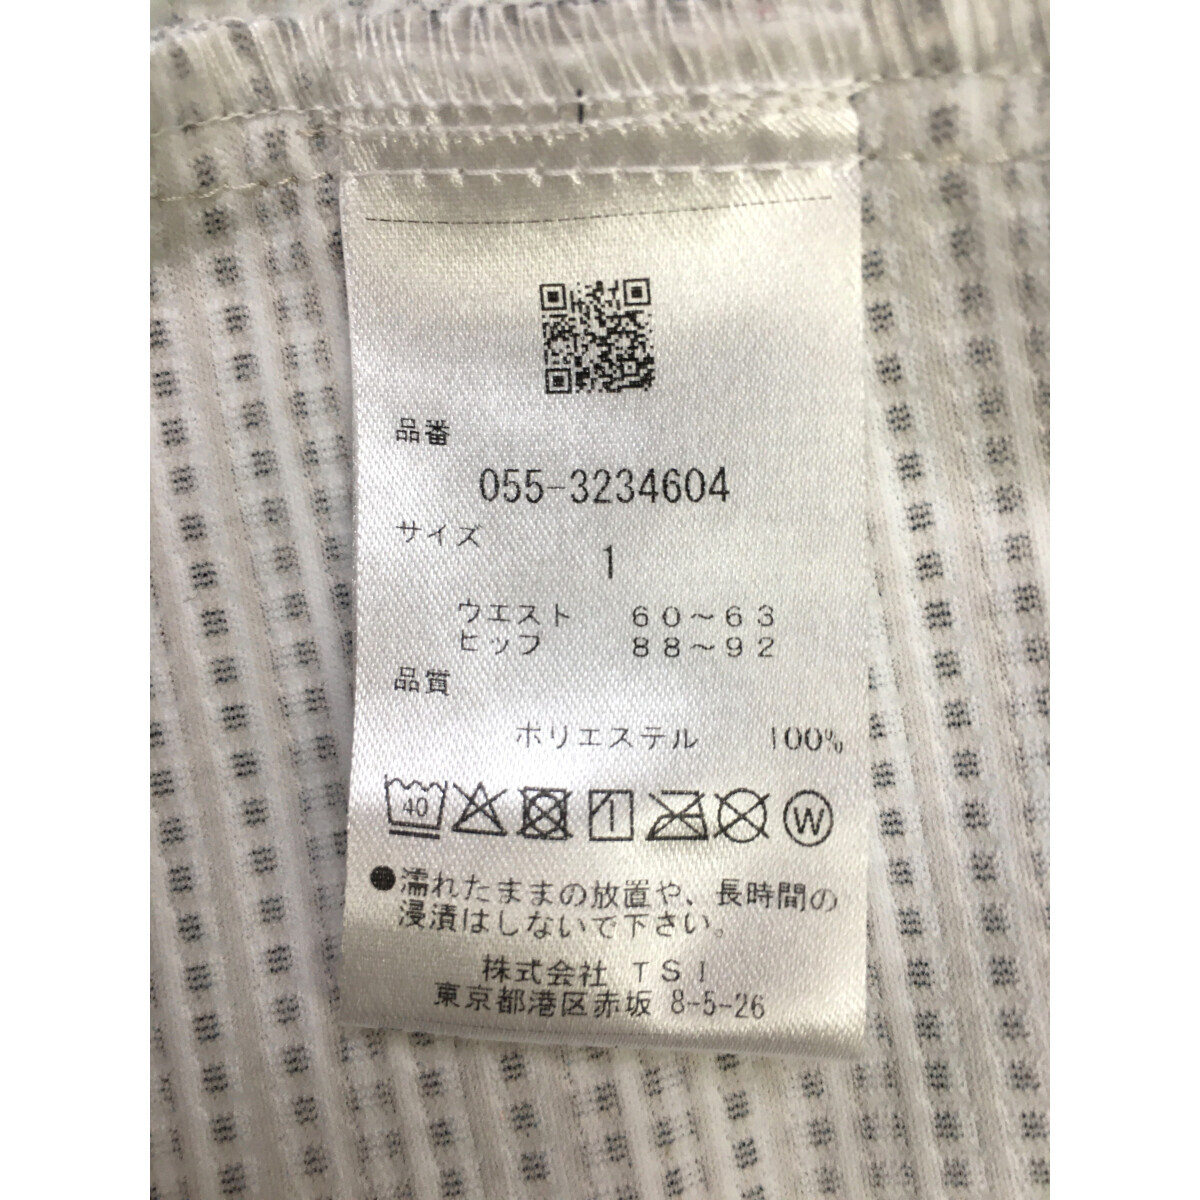 品番
055-3234604
サイズ
1
ウエスト 60~63
ヒップ 88~92
品質
ポリエステル 100%
40 1 W
●濡れたままの放置や、長時間の
浸漬はしないで下さい。
株式会社 TSI
東京都港区赤坂 8-5-26